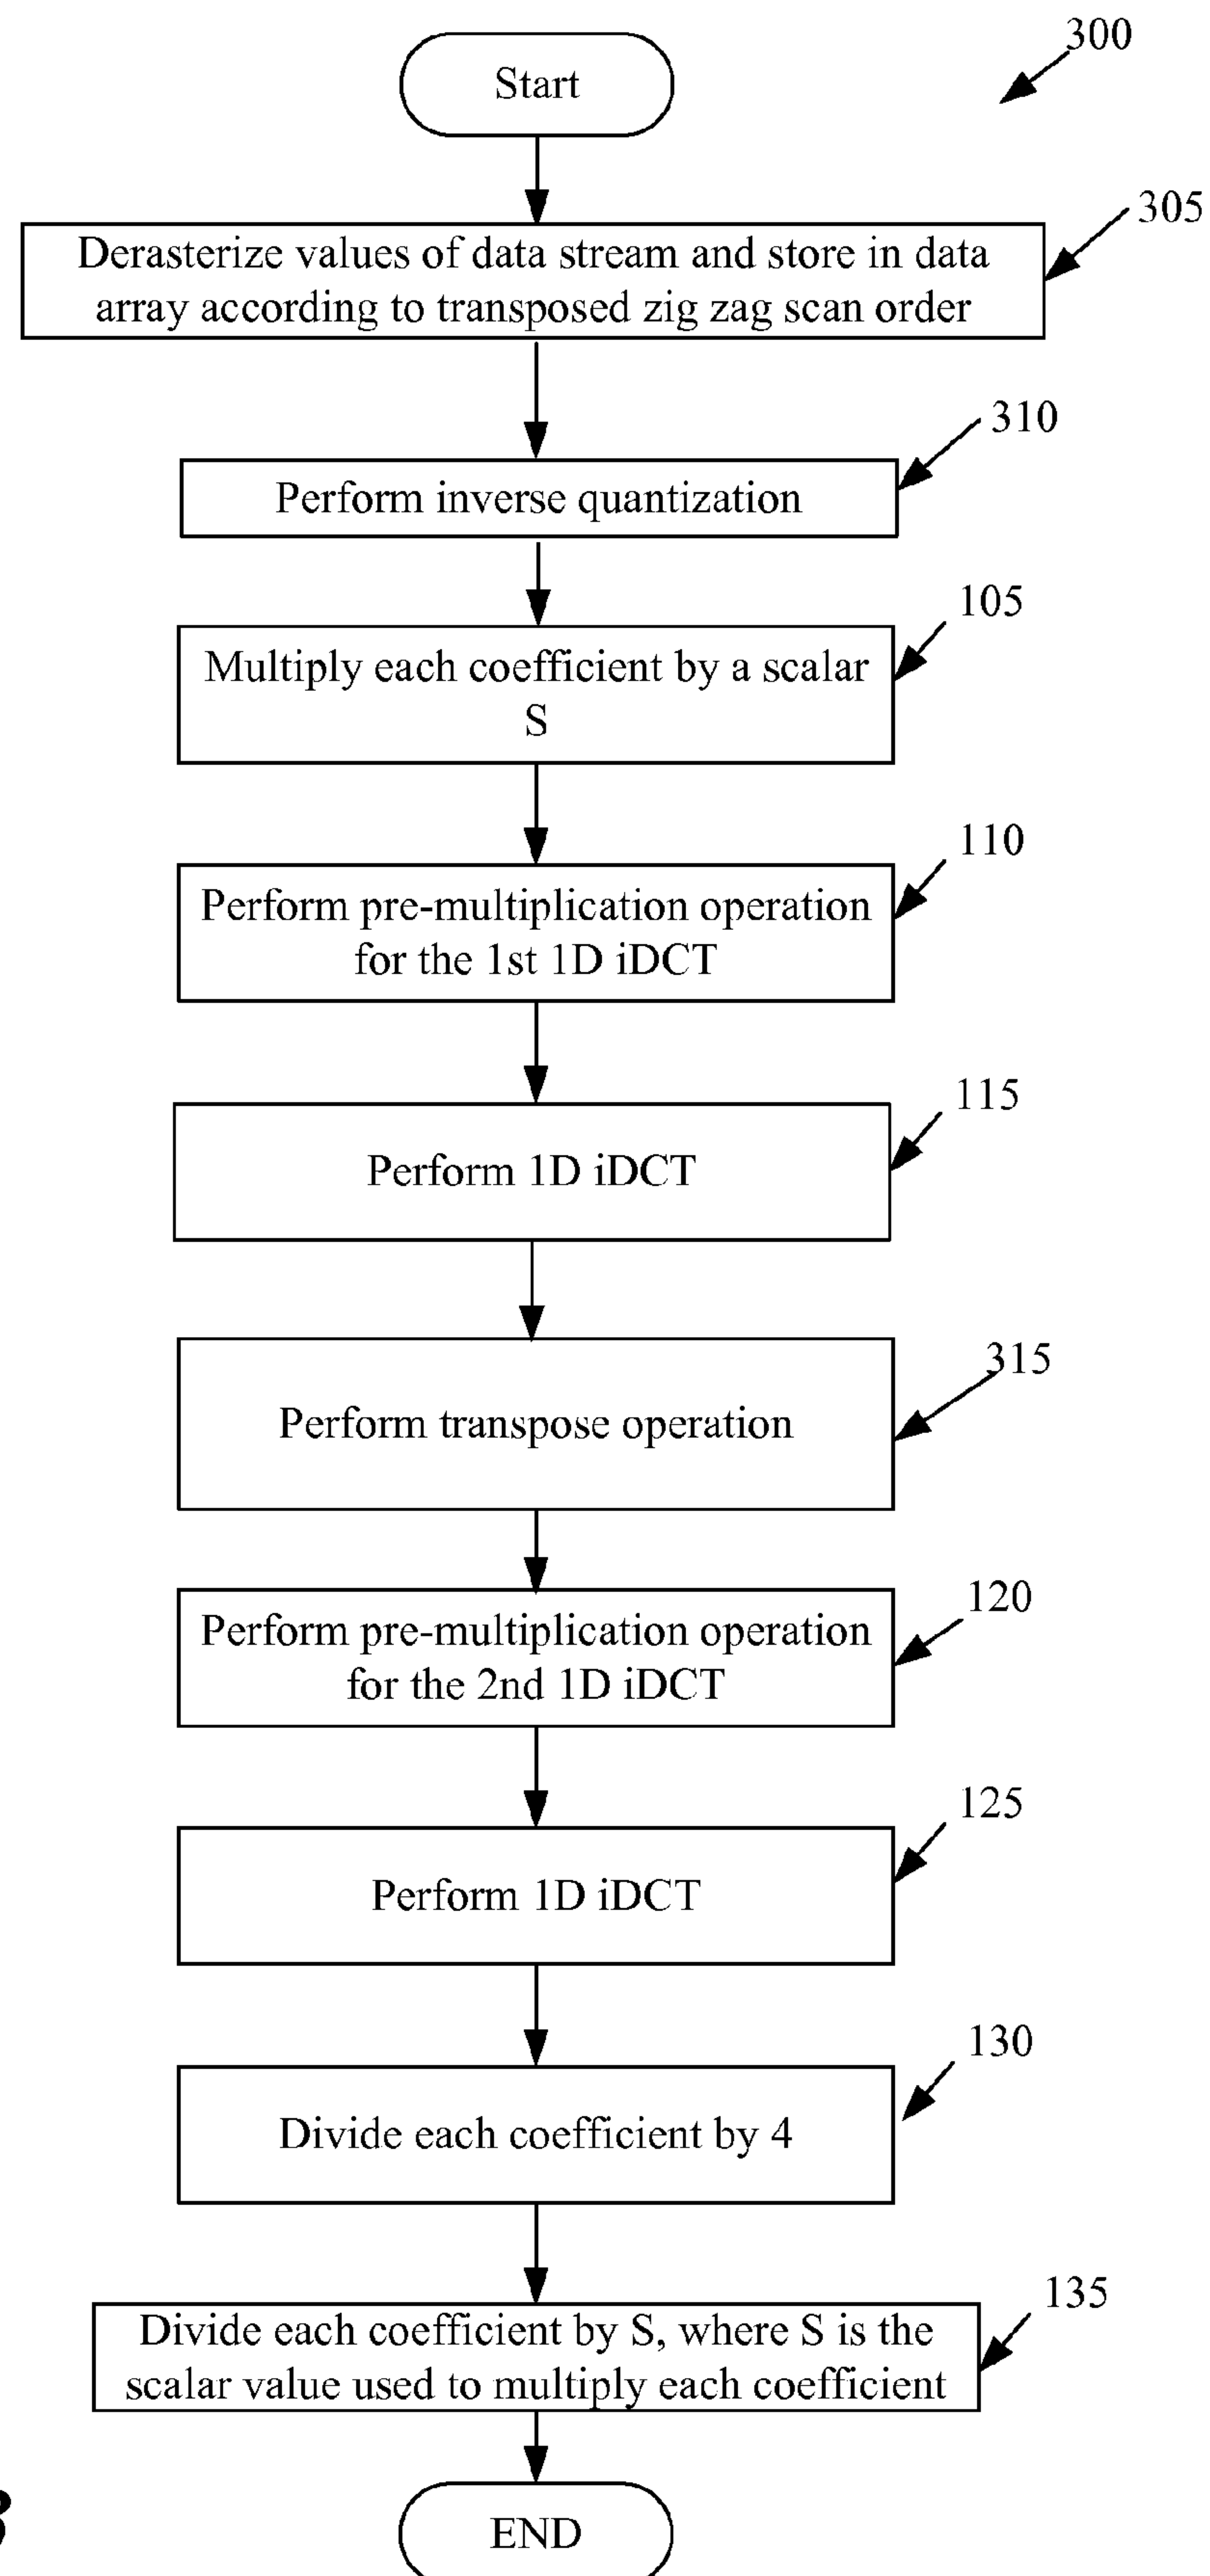 Start
300
Derasterize values of data stream and store in data
array according to transposed zig zag scan order
305
Perform inverse quantization
310
Multiply each coefficient by a scalar
S
105
Perform pre-multiplication operation
for the 1st 1D iDCT
110
Perform 1D iDCT
115
Perform transpose operation
315
Perform pre-multiplication operation
for the 2nd 1D iDCT
120
Perform 1D iDCT
125
Divide each coefficient by 4
130
Divide each coefficient by S, where S is the
scalar value used to multiply each coefficient
135
END